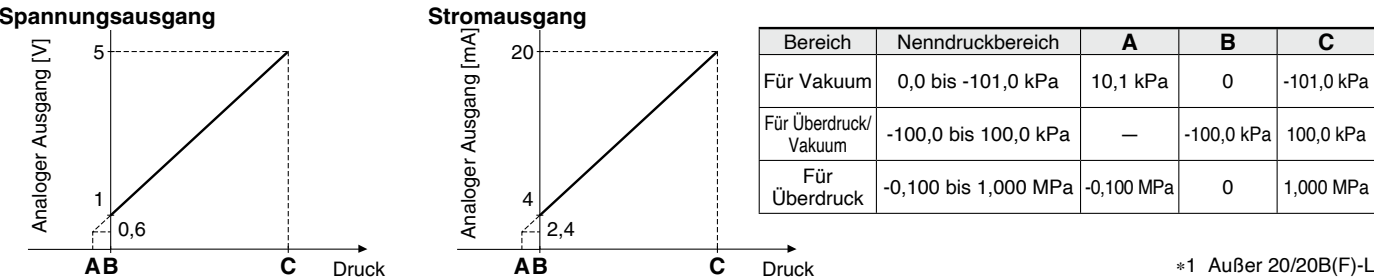 Spannungsausgang
Analoger Ausgang [V]
5
1
0,6
A B C Druck
Stromausgang
Analoger Ausgang [mA]
20
4
2,4
A B C Druck
Bereich Nenndruckbereich A B C
Für Vakuum 0,0 bis -101,0 kPa 10,1 kPa 0 -101,0 kPa
Für Überdruck/
Vakuum -100,0 bis 100,0 kPa — -100,0 kPa 100,0 kPa
Für
Überdruck -0,100 bis 1,000 MPa -0,100 MPa 0 1,000 MPa
*1 Außer 20/20B(F)-L